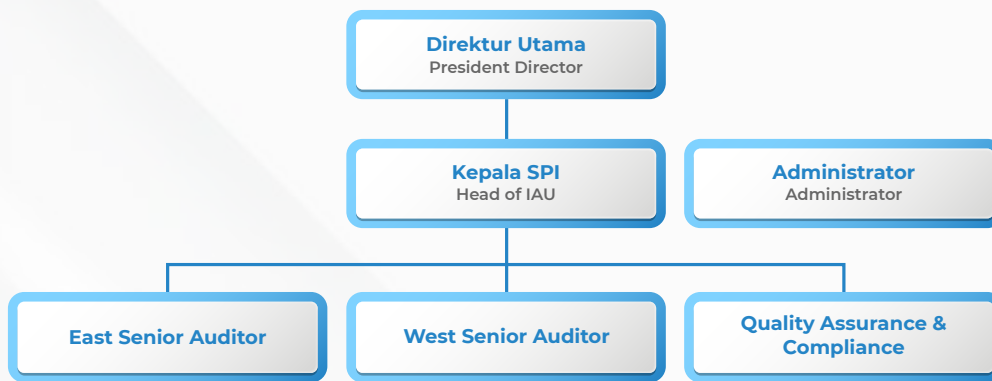 Direktur Utama
President Director
Kepala SPI
Head of IAU
Administrator
Administrator
East Senior Auditor
West Senior Auditor
Quality Assurance &
Compliance